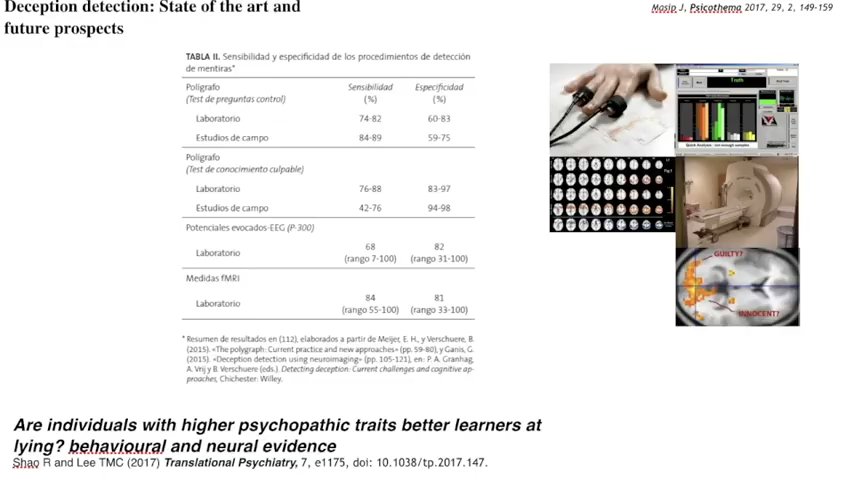 Deception detection: State of the art and
future prospects
Masip J, Psicothema 2017, 29, 2, 149-159
TABLA II. Sensibilidad y especificidad de los procedimientos de detección
de mentiras*
Polígrafo Sensibilidad Especificidad
(Test de preguntas control) (%) (%)
Laboratorio 74-82 60-83
Estudios de campo 84-89 59-75
Polígrafo
(Test de conocimiento culpable)
Laboratorio 76-88 83-97
Estudios de campo 42-76 94-98
Potenciales evocados-EEG (P-300)
Laboratorio 68 82
(rango 7-100) (rango 31-100)
Medidas fMRI
Laboratorio 84 81
(rango 55-100) (rango 33-100)
* Resumen de resultados en (112), elaborados a partir de Meijer, E. H., y Verschuere, B.
(2015). «The polygraph: Current practice and new approaches» (pp. 59-80), y Ganis, G.
(2015). «Deception detection using neuroimaging» (pp. 105-121), en: P. A. Granhag,
A. Vrij y B. Verschuere (eds.). Detecting deception: Current challenges and cognitive ap-
proaches, Chichester: Willey.
Truth
Quick Analysis - not enough samples
GUILTY?
INNOCENT?
Are individuals with higher psychopathic traits better learners at
lying? behavioural and neural evidence
Shao R and Lee TMC (2017) Translational Psychiatry, 7, e1175, doi: 10.1038/tp.2017.147.